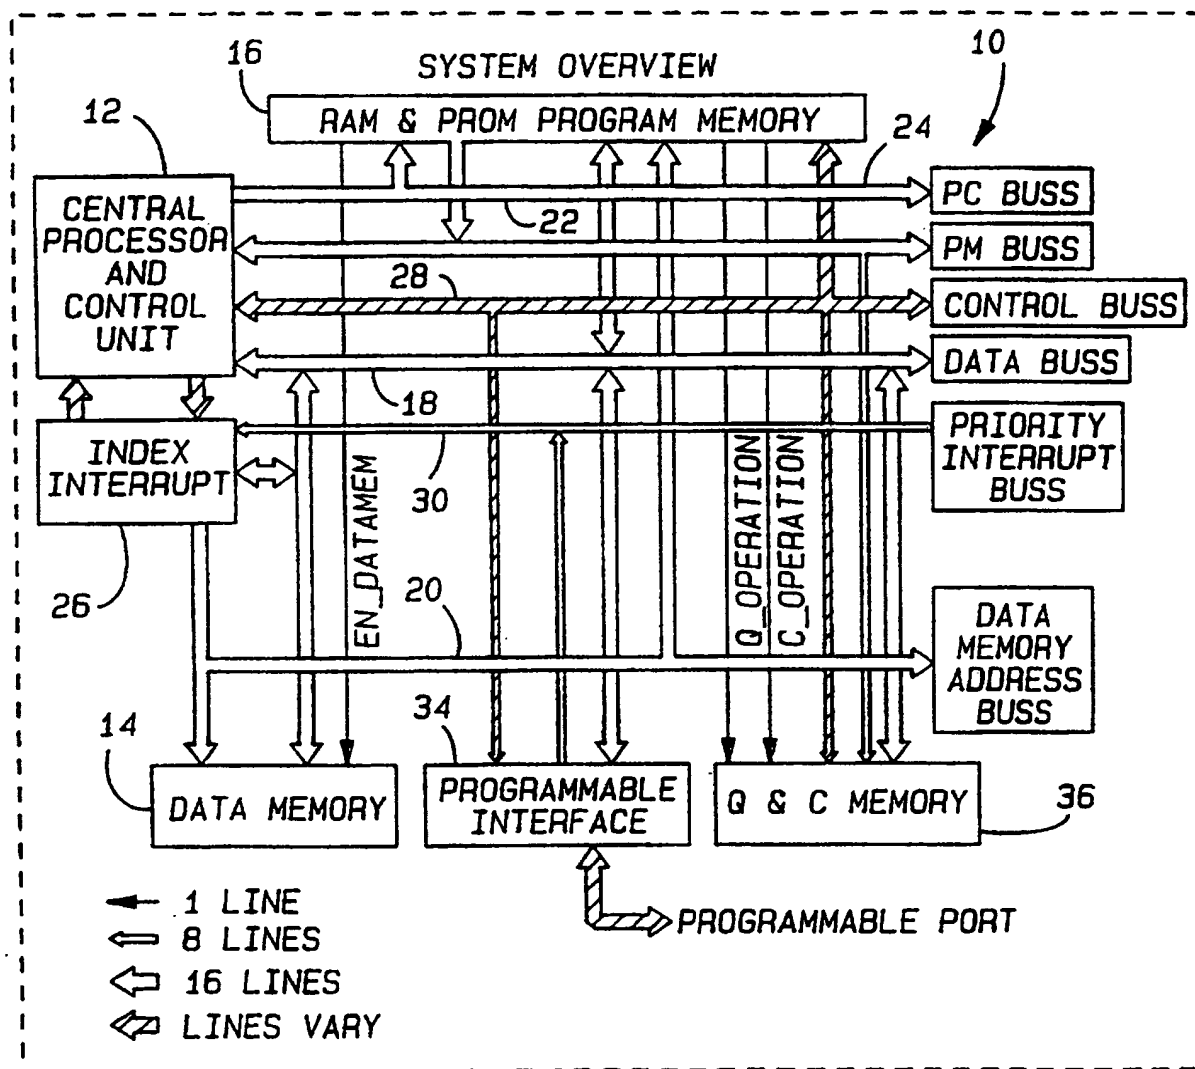 10
16
SYSTEM OVERVIEW
12
RAM & PROM PROGRAM MEMORY
24
CENTRAL
PROCESSOR
AND
CONTROL
UNIT
22
PC BUSS
PM BUSS
28
CONTROL BUSS
DATA BUSS
18
INDEX
INTERRUPT
30
PRIORITY
INTERRUPT
BUSS
EN_DATAMEM
Q_OPERATION
C_OPERATION
26
20
DATA
MEMORY
ADDRESS
BUSS
14
34
DATA MEMORY
PROGRAMMABLE
INTERFACE
Q & C MEMORY
36
1 LINE
8 LINES
16 LINES
LINES VARY
PROGRAMMABLE PORT